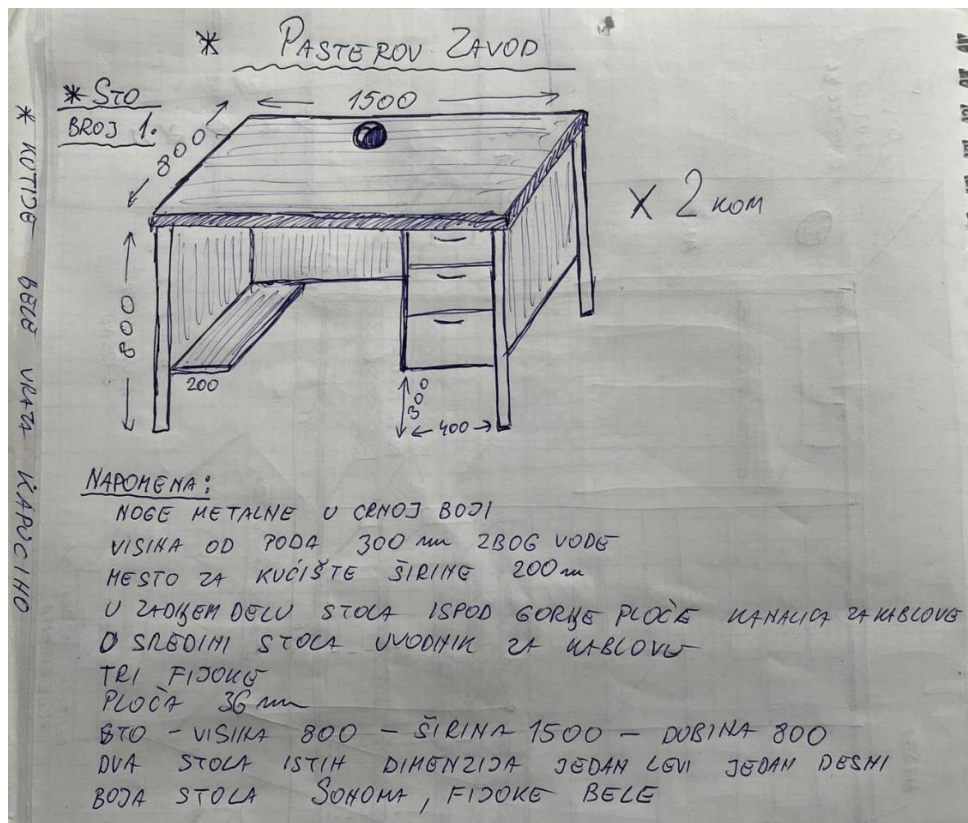 * PASTEROV ZAVOD
* STO
BROJ 1.
1500
800
800
200
300
400
X 2 KOM
* KUTIJE BELE VRATA KAPUCINO
NAPOMENA:
NOGE METALNE U CRNOJ BOJI
VISINA OD PODA 300 mm ZBOG VODE
MESTO ZA KUĆIŠTE ŠIRINE 200 m
U ZADNJEM DELU STOLA ISPOD GORNJE PLOČE KANALICA ZA KABLOVE
U SREDINI STOLA UVODNIK ZA KABLOVE
TRI FIJOKE
PLOČA 36 mm
STO - VISINA 800 - ŠIRINA 1500 - DUBINA 800
DVA STOLA ISTIH DIMENZIJA JEDAN LEVI JEDAN DESNI
BOJA STOLA SONOMA, FIJOKE BELE